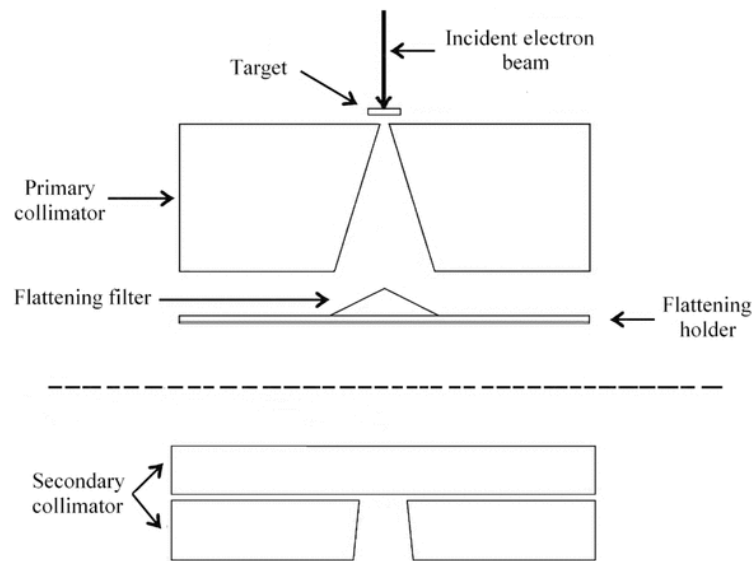 Incident electron
beam
Target
Primary
collimator
Flattening filter
Flattening
holder
Secondary
collimator